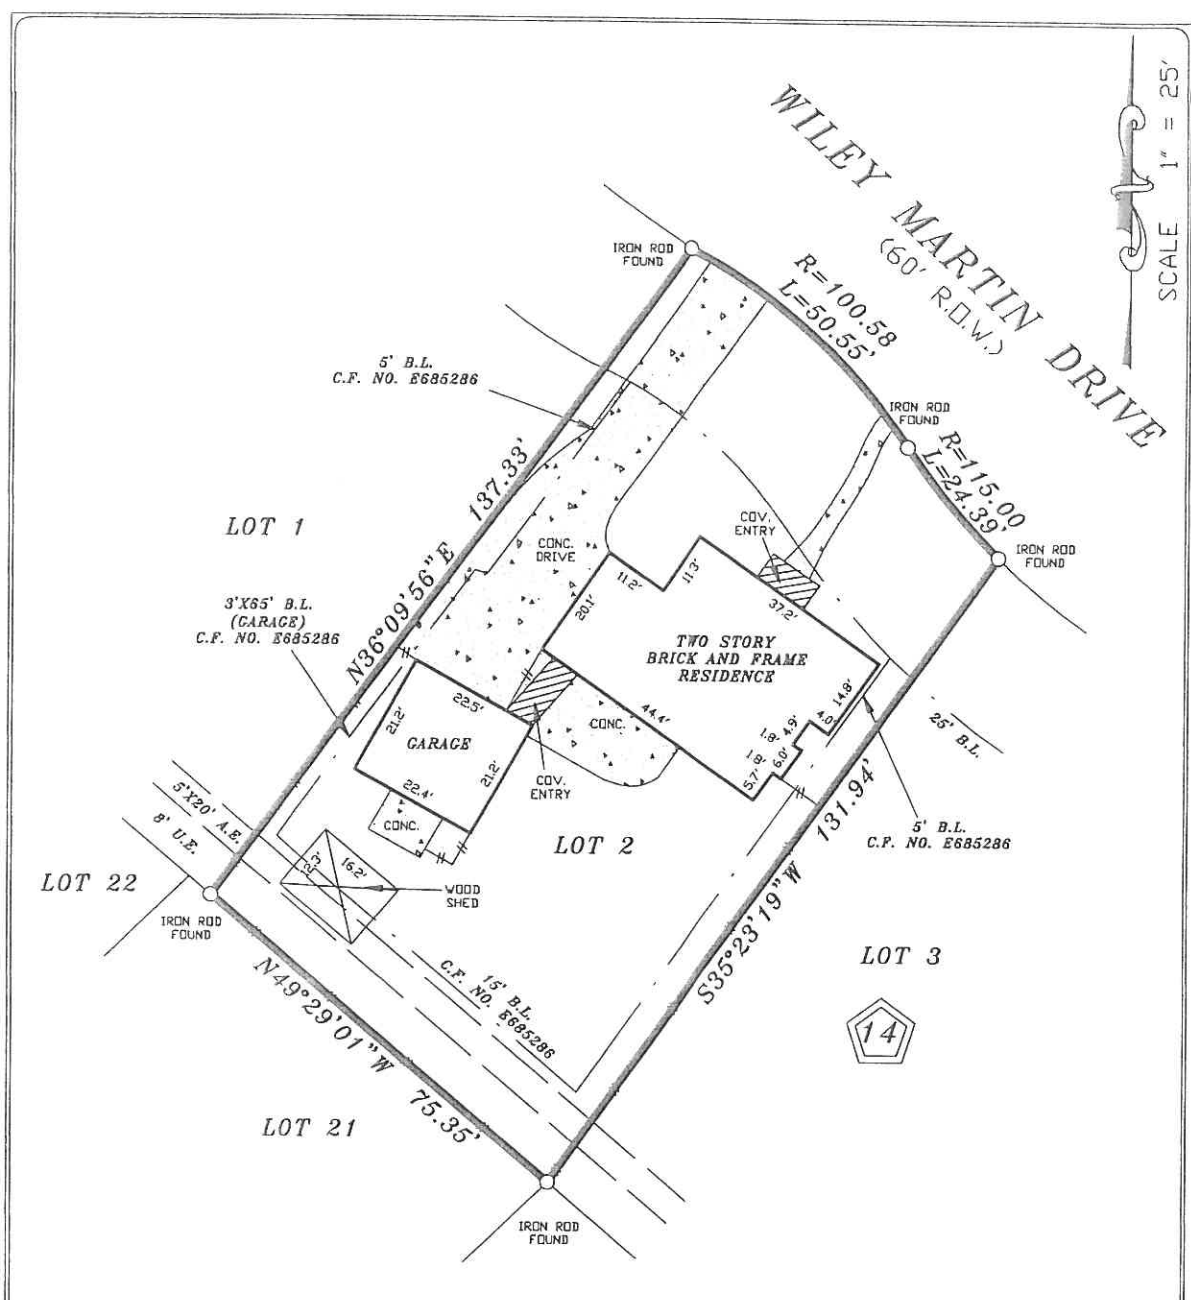 WILEY MARTIN DRIVE
(60' R.O.W.)
SCALE 1" = 25'
IRON ROD
FOUND
R=100.58
L=50.55'
5' B.L.
C.F. NO. E685286
IRON ROD
FOUND
R=115.00
L=24.39'
IRON ROD
FOUND
N36°09'56"E 137.33'
LOT 1
COV.
ENTRY
CONC.
DRIVE
11.2'
11.3'
20.1'
37.2'
3'X65' B.L.
(GARAGE)
C.F. NO. E685286
TWO STORY
BRICK AND FRAME
RESIDENCE
44.4'
14.8'
4.0'
4.9'
1.8'
6.0'
1.8'
5.7'
22.5'
21.2'
GARAGE
21.2'
22.4'
CONC.
COV.
ENTRY
CONC.
25' B.L.
5' B.L.
C.F. NO. E685286
5'X20' A.E.
8' U.E.
LOT 2
S35°23'19"W 131.94'
LOT 22
12.3'
16.2'
WOOD
SHED
IRON ROD
FOUND
15' B.L.
C.F. NO. E685286
LOT 3
14
N49°29'01"W 75.35'
LOT 21
IRON ROD
FOUND